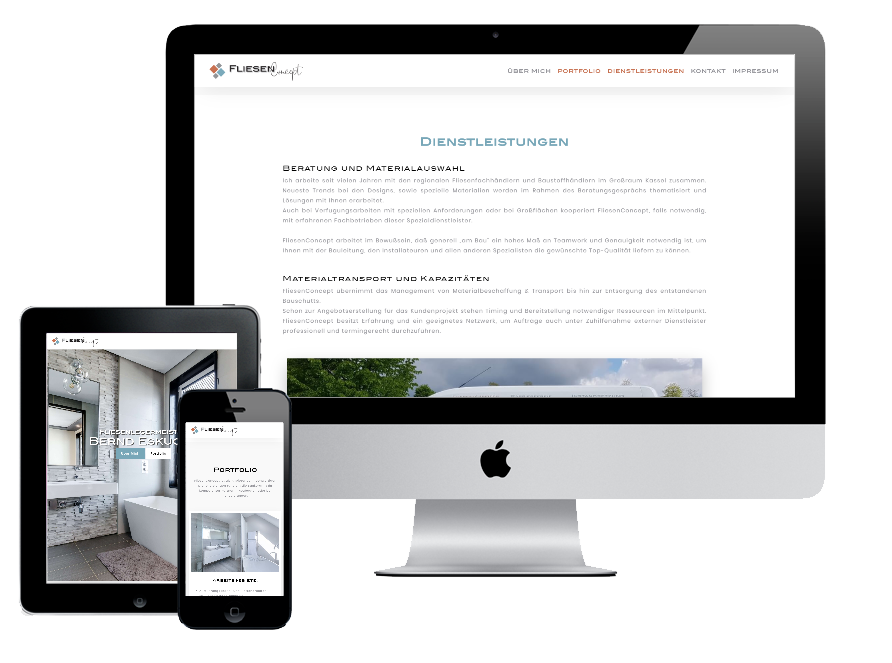 FLIESENConcept
ÜBER MICH PORTFOLIO DIENSTLEISTUNGEN KONTAKT IMPRESSUM
DIENSTLEISTUNGEN
BERATUNG UND MATERIALAUSWAHL
Ich arbeite seit vielen Jahren mit den regionalen Fliesenfachhändlern und Baustoffhändlern im Großraum Kassel zusammen.
Neueste Trends bei den Designs, sowie spezielle Materialien werden im Rahmen des Beratungsgesprächs thematisiert und
Lösungen mit Ihnen erarbeitet.
Auch bei Verfugungsarbeiten mit speziellen Anforderungen oder bei Großflächen kooperiert FliesenConcept, falls notwendig,
mit erfahrenen Fachbetrieben dieser Spezialdienstleister.
FliesenConcept arbeitet im Bewußtsein, daß generell „am Bau" ein hohes Maß an Teamwork und Genauigkeit notwendig ist, um
Ihnen mit der Bauleitung, den Installateuren und allen anderen Spezialisten die gewünschte Top-Qualität liefern zu können.
MATERIALTRANSPORT UND KAPAZITÄTEN
FliesenConcept übernimmt das Management von Materialbeschaffung & Transport bis hin zur Entsorgung des entstandenen
Bauschutts.
Schon zur Angebotserstellung für das Kundenprojekt stehen Timing und Bereitstellung notwendiger Ressourcen im Mittelpunkt.
FliesenConcept besitzt Erfahrung und ein geeignetes Netzwerk, um Aufträge auch unter Zuhilfenahme externer Dienstleister
professionell und termingerecht durchzuführen.
FLIESENConcept
FLIESENLEGERMEIST
BERND ESKU
Über Mich Portfolio
FLIESENConcept
PORTFOLIO